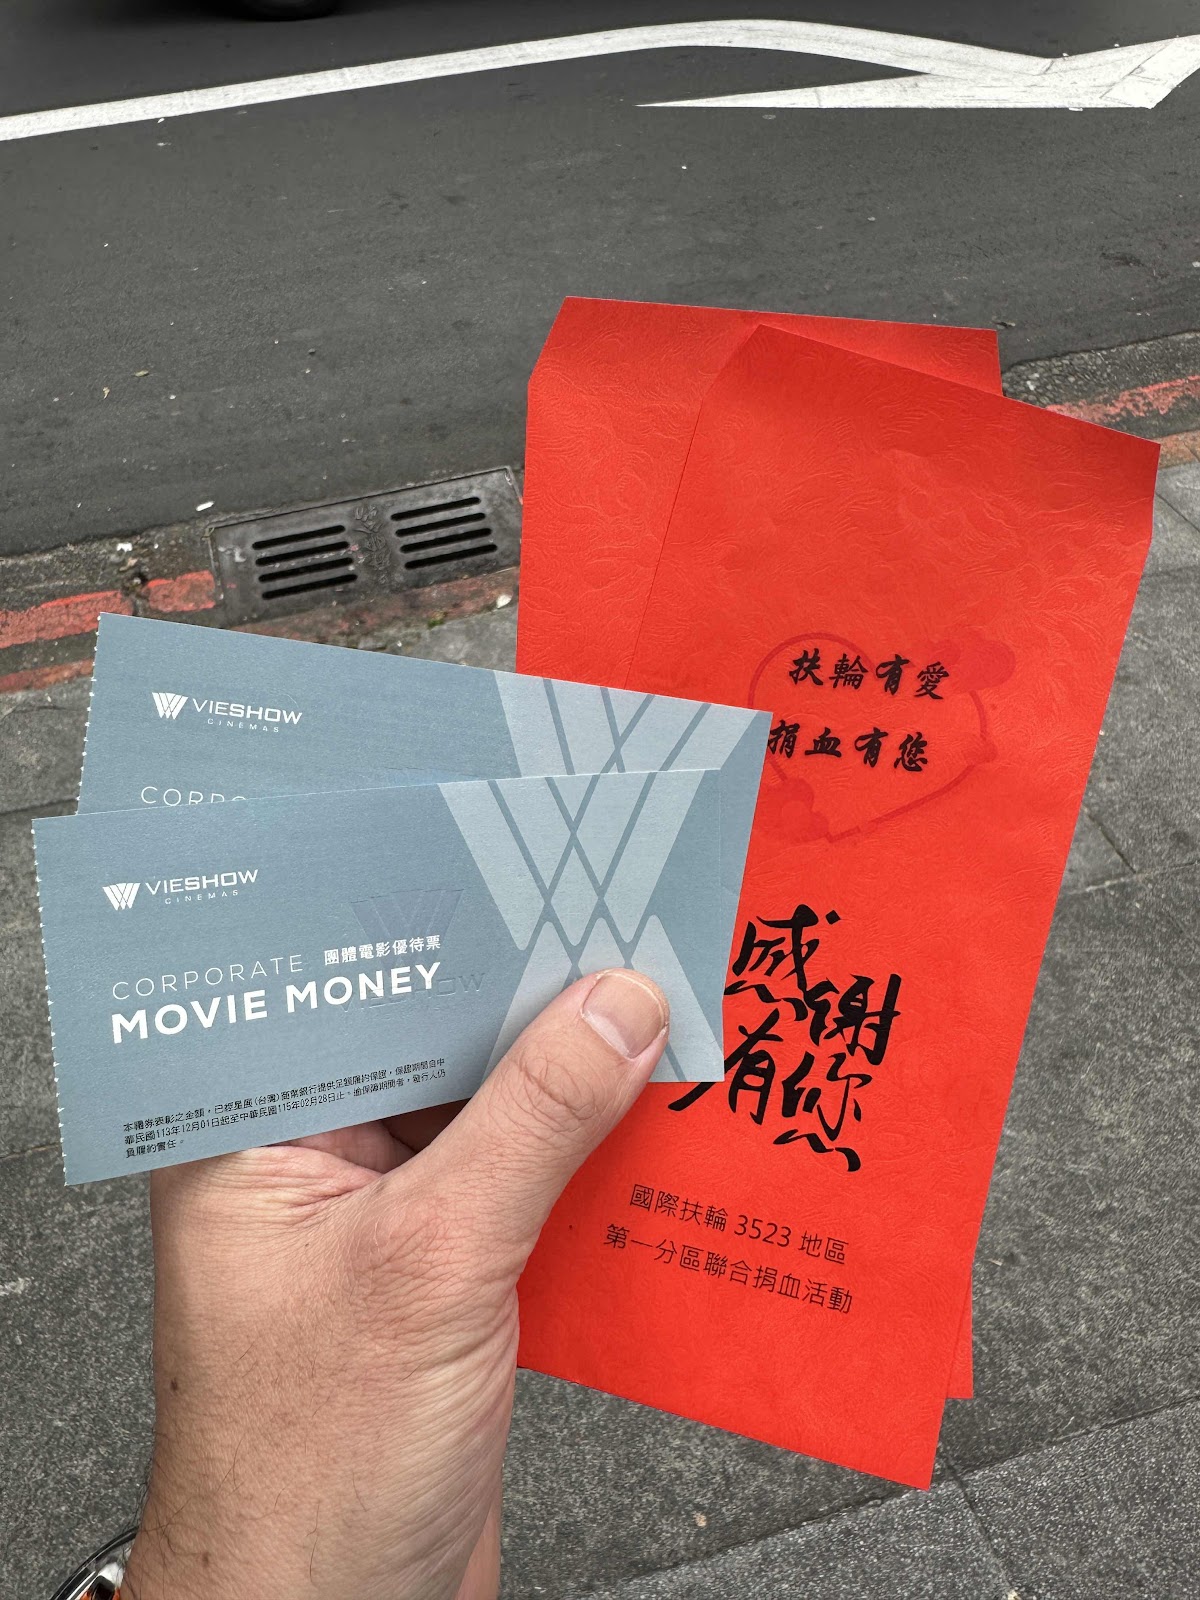 VIESHOW
CINEMAS
VIESHOW
CINEMAS
團體電影優待票
CORPORATE
MOVIE MONEY
本禮券表彰之金額，已經星展(台灣)商業銀行提供足額履約保證，保證期間自中
華民國113年12月01日起至中華民國115年02月28日止。逾保障期間者，發行人仍
負履約責任。
扶輪有愛
捐血有您
感謝
有您
國際扶輪 3523 地區
第一分區聯合捐血活動